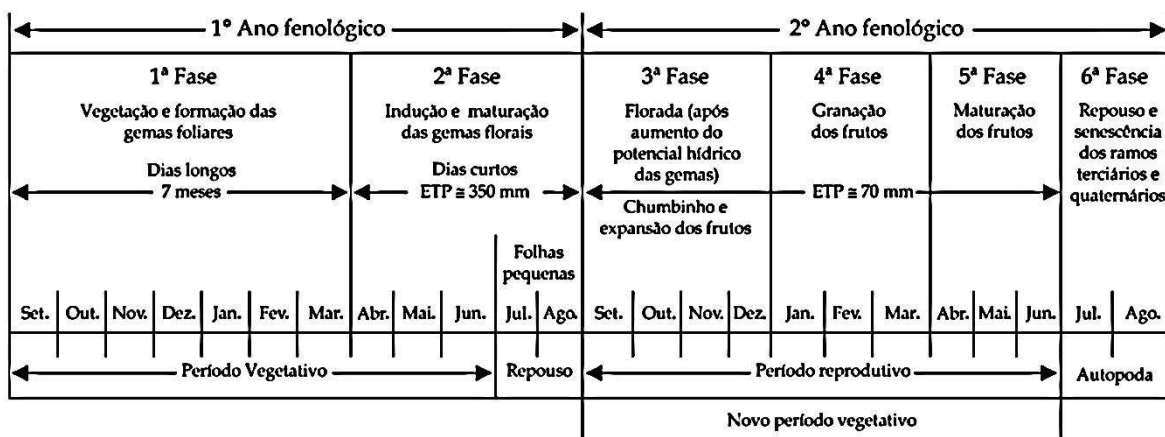 1º Ano fenológico
2º Ano fenológico
1ª Fase
Vegetação e formação das
gemas foliares
Dias longos
7 meses
2ª Fase
Indução e maturação
das gemas florais
Dias curtos
ETP ≅ 350 mm
Folhas
pequenas
3ª Fase
Florada (após
aumento do
potencial hídrico
das gemas)
Chumbinho e
expansão dos frutos
4ª Fase
Granação
dos frutos
ETP ≅ 70 mm
5ª Fase
Maturação
dos frutos
6ª Fase
Repouso e
senescência
dos ramos
terciários e
quaternários
Set. Out. Nov. Dez. Jan. Fev. Mar. Abr. Mai. Jun. Jul. Ago. Set. Out. Nov. Dez. Jan. Fev. Mar. Abr. Mai. Jun. Jul. Ago.
Período Vegetativo Repouso Período reprodutivo Autopoda
Novo período vegetativo